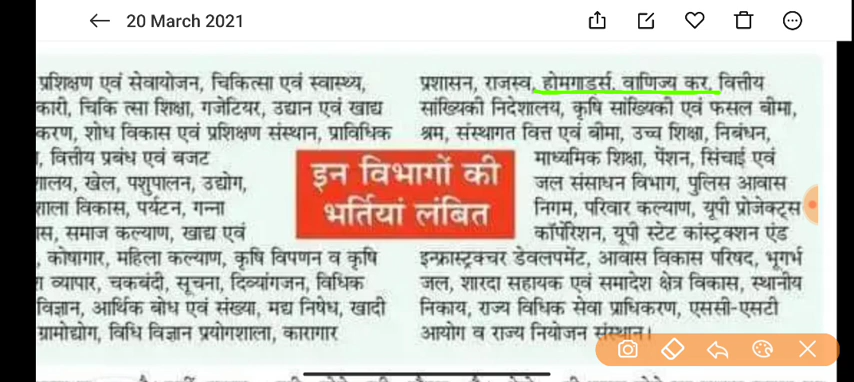 20 March 2021
प्रशिक्षण एवं सेवायोजन, चिकित्सा एवं स्वास्थ्य,
कारी, चिकि त्सा शिक्षा, गजेटियर, उद्यान एवं खाद्य
करण, शोध विकास एवं प्रशिक्षण संस्थान, प्राविधिक
, वित्तीय प्रबंध एवं बजट
ालय, खेल, पशुपालन, उद्योग,
शाला विकास, पर्यटन, गन्ना
ास, समाज कल्याण, खाद्य एवं
, कोषागार, महिला कल्याण, कृषि विपणन व कृषि
व्यापार, चकबंदी, सूचना, दिव्यांगजन, विधिक
विज्ञान, आर्थिक बोध एवं संख्या, मद्य निषेध, खादी
ग्रामोद्योग, विधि विज्ञान प्रयोगशाला, कारागार
इन विभागों की
भर्तियां लंबित
प्रशासन, राजस्व, होमगार्ड्स, वाणिज्य कर, वित्तीय
सांख्यिकी निदेशालय, कृषि सांख्यिकी एवं फसल बीमा,
श्रम, संस्थागत वित्त एवं बीमा, उच्च शिक्षा, निबंधन,
माध्यमिक शिक्षा, पेंशन, सिंचाई एवं
जल संसाधन विभाग, पुलिस आवास
निगम, परिवार कल्याण, यूपी प्रोजेक्ट्स
कॉर्पोरेशन, यूपी स्टेट कांस्ट्रक्शन एंड
इन्फ्रास्ट्रक्चर डेवलपमेंट, आवास विकास परिषद, भूगर्भ
जल, शारदा सहायक एवं समादेश क्षेत्र विकास, स्थानीय
निकाय, राज्य विधिक सेवा प्राधिकरण, एससी-एसटी
आयोग व राज्य नियोजन संस्थान।